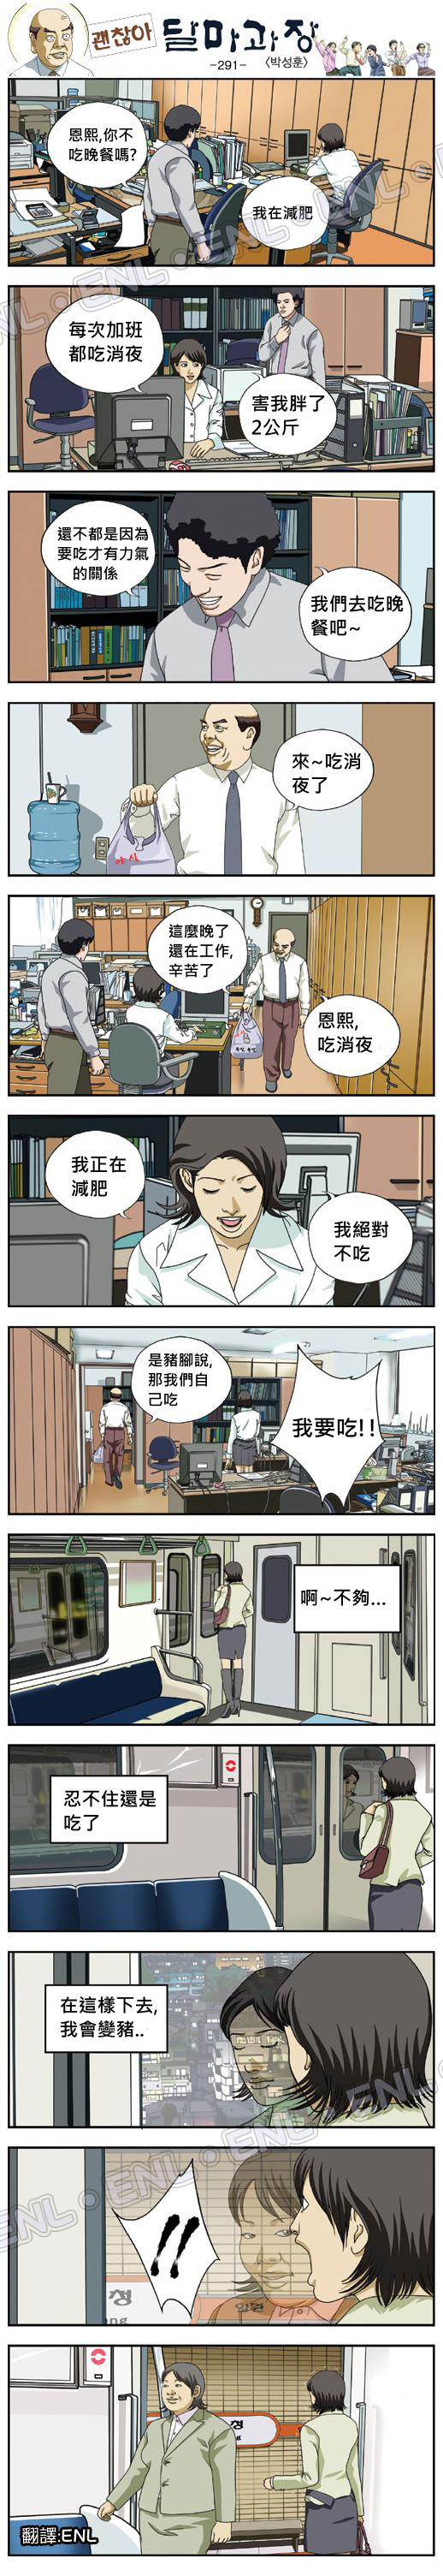 괜찮아
달마과장
-291-
<박성훈>
恩熙,你不
吃晚餐嗎?
我在減肥
每次加班
都吃消夜
害我胖了
2公斤
還不都是因為
要吃才有力氣
的關係
我們去吃晚
餐吧~
來~吃消
夜了
야식
這麼晚了
還在工作,
辛苦了
恩熙,
吃消夜
我正在
減肥
我絕對
不吃
是豬腳說,
那我們自
己吃
我要吃!!
啊~不夠...
忍不住還是
吃了
在這樣下去,
我會變豬..
!!
청
ong
청
翻譯:ENL
ENL